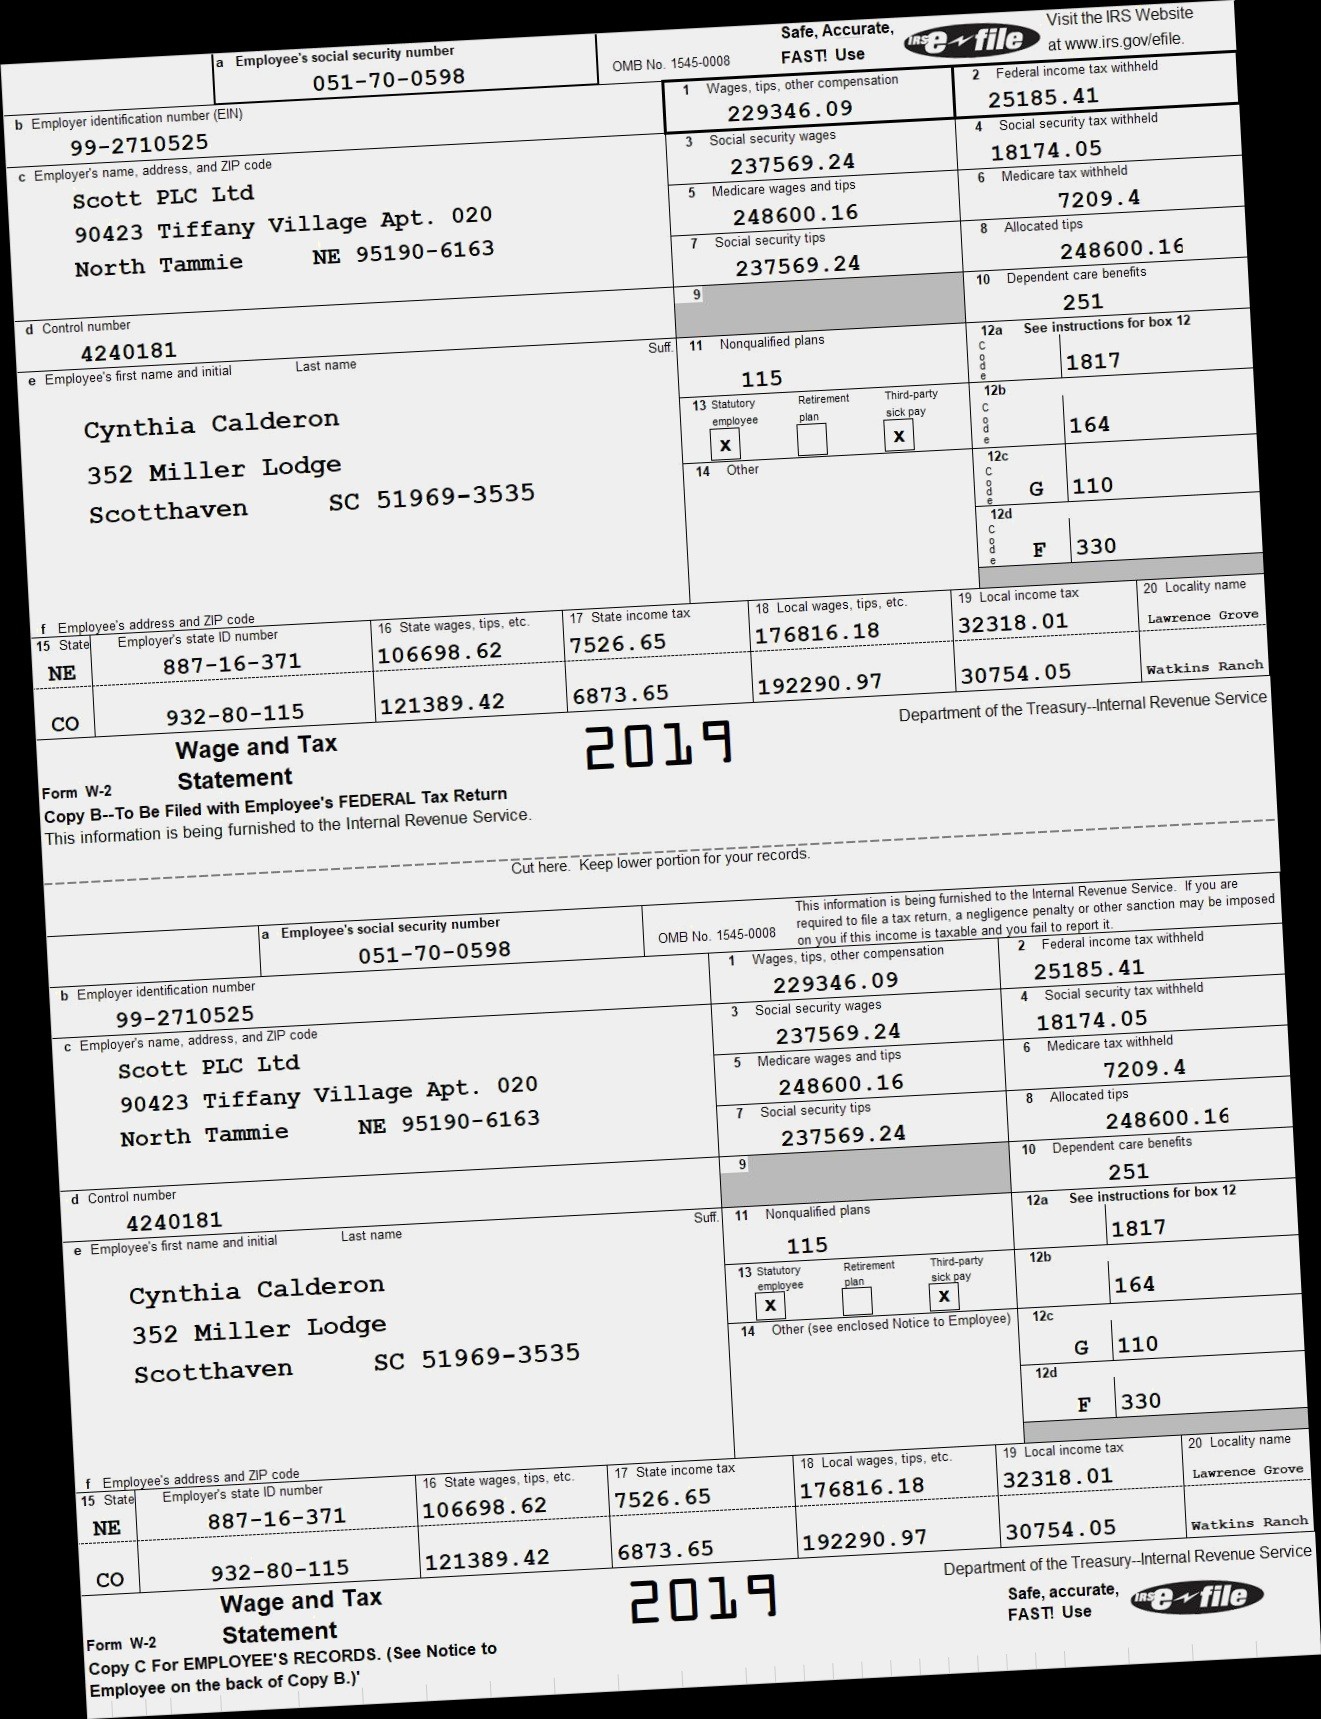 a Employee's social security number
051-70-0598
OMB No. 1545-0008
Safe, Accurate,
FAST! Use
IRS e-file
Visit the IRS Website
at www.irs.gov/efile.
b Employer identification number (EIN)
99-2710525
1 Wages, tips, other compensation
229346.09
2 Federal income tax withheld
25185.41
c Employer's name, address, and ZIP code
Scott PLC Ltd
90423 Tiffany Village Apt. 020
North Tammie NE 95190-6163
3 Social security wages
237569.24
4 Social security tax withheld
18174.05
5 Medicare wages and tips
248600.16
6 Medicare tax withheld
7209.4
7 Social security tips
237569.24
8 Allocated tips
248600.16
d Control number
4240181
9
10 Dependent care benefits
251
e Employee's first name and initial Last name Suff.
Cynthia Calderon
352 Miller Lodge
Scotthaven SC 51969-3535
11 Nonqualified plans
115
12a See instructions for box 12
Code 1817
13 Statutory employee x Retirement plan Third-party sick pay x
12b
Code 164
14 Other
12c
Code G 110
12d
Code F 330
f Employee's address and ZIP code
15 State Employer's state ID number 16 State wages, tips, etc. 17 State income tax 18 Local wages, tips, etc. 19 Local income tax 20 Locality name
NE 887-16-371 106698.62 7526.65 176816.18 32318.01 Lawrence Grove
CO 932-80-115 121389.42 6873.65 192290.97 30754.05 Watkins Ranch
Form W-2 Wage and Tax Statement
2019
Department of the Treasury--Internal Revenue Service
Copy B--To Be Filed with Employee's FEDERAL Tax Return
This information is being furnished to the Internal Revenue Service.
Cut here. Keep lower portion for your records.
a Employee's social security number
051-70-0598
OMB No. 1545-0008
This information is being furnished to the Internal Revenue Service. If you are
required to file a tax return, a negligence penalty or other sanction may be imposed
on you if this income is taxable and you fail to report it.
b Employer identification number
99-2710525
1 Wages, tips, other compensation
229346.09
2 Federal income tax withheld
25185.41
c Employer's name, address, and ZIP code
Scott PLC Ltd
90423 Tiffany Village Apt. 020
North Tammie NE 95190-6163
3 Social security wages
237569.24
4 Social security tax withheld
18174.05
5 Medicare wages and tips
248600.16
6 Medicare tax withheld
7209.4
7 Social security tips
237569.24
8 Allocated tips
248600.16
d Control number
4240181
9
10 Dependent care benefits
251
e Employee's first name and initial Last name Suff.
Cynthia Calderon
352 Miller Lodge
Scotthaven SC 51969-3535
11 Nonqualified plans
115
12a See instructions for box 12
1817
13 Statutory employee x Retirement plan Third-party sick pay x
12b
164
14 Other (see enclosed Notice to Employee)
12c
G 110
12d
F 330
f Employee's address and ZIP code
15 State Employer's state ID number 16 State wages, tips, etc. 17 State income tax 18 Local wages, tips, etc. 19 Local income tax 20 Locality name
NE 887-16-371 106698.62 7526.65 176816.18 32318.01 Lawrence Grove
CO 932-80-115 121389.42 6873.65 192290.97 30754.05 Watkins Ranch
Form W-2 Wage and Tax Statement
2019
Department of the Treasury--Internal Revenue Service
Safe, accurate,
FAST! Use
IRS e-file
Copy C For EMPLOYEE'S RECORDS. (See Notice to
Employee on the back of Copy B.)'